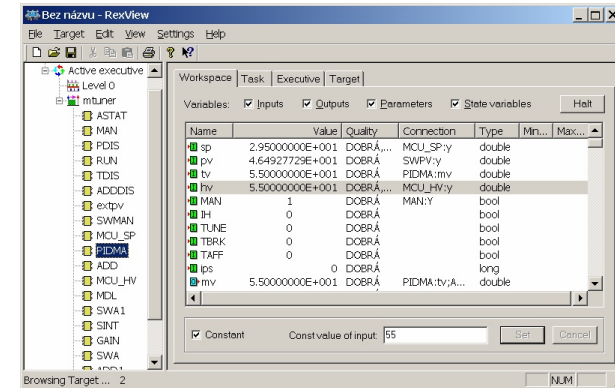 Bez názvu - RexView
File Target Edit View Settings Help
Active executive
Level 0
mtuner
ASTAT
MAN
PDIS
RUN
TDIS
ADDDIS
extpv
SWMAN
MCU_SP
PIDMA
ADD
MCU_HV
MDL
SWA1
SINT
GAIN
SWA
ADD1
Workspace Task Executive Target
Variables: Inputs Outputs Parameters State variables Halt
Name Value Quality Connection Type Min... Max...
sp 2.95000000E+001 DOBRÁ,... MCU_SP:y double
pv 4.64927729E+001 DOBRÁ SWPV:y double
tv 5.50000000E+001 DOBRÁ PIDMA:mv double
hv 5.50000000E+001 DOBRÁ,... MCU_HV:y double
MAN 1 DOBRÁ MAN:Y bool
IH 0 DOBRÁ bool
TUNE 0 DOBRÁ bool
TBRK 0 DOBRÁ bool
TAFF 0 DOBRÁ bool
ips 0 DOBRÁ long
mv 5.50000000E+001 DOBRÁ PIDMA:tv;A... double
Constant Const value of input: 55 Set Cancel
Browsing Target ... 2 NUM